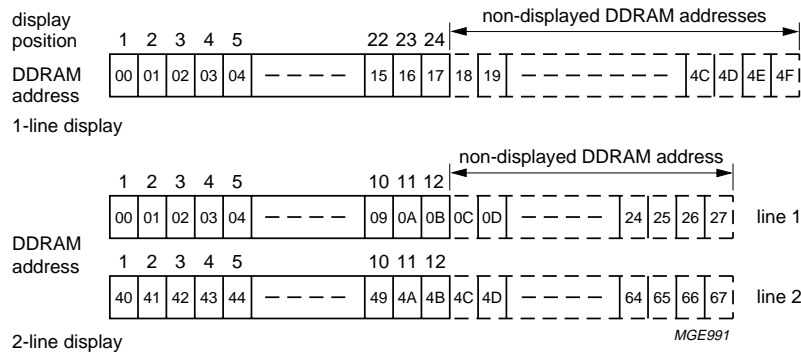 non-displayed DDRAM addresses
display
position
1 2 3 4 5 22 23 24
DDRAM
address
00 01 02 03 04 15 16 17 18 19 4C 4D 4E 4F
1-line display
non-displayed DDRAM address
1 2 3 4 5 10 11 12
00 01 02 03 04 09 0A 0B 0C 0D 24 25 26 27 line 1
DDRAM
address
1 2 3 4 5 10 11 12
40 41 42 43 44 49 4A 4B 4C 4D 64 65 66 67 line 2
MGE991
2-line display